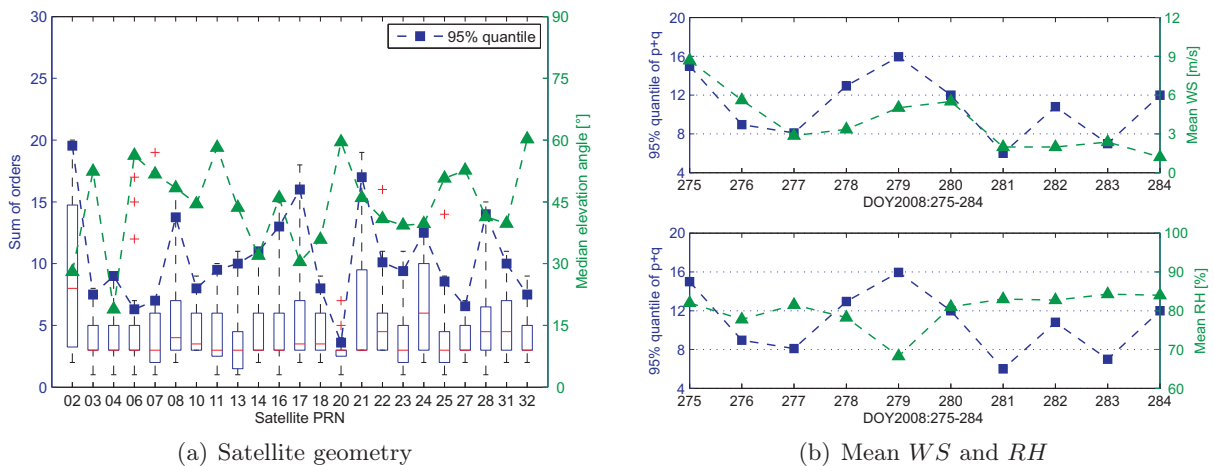 30
25
20
15
10
5
0
Sum of orders
95% quantile
90
75
60
45
30
15
0
Median elevation angle [°]
02 03 04 06 07 08 10 11 13 14 16 17 18 20 21 22 23 24 25 27 28 31 32
Satellite PRN
(a) Satellite geometry
20
16
12
8
4
95% quantile of p+q
12
9
6
3
0
Mean WS [m/s]
275 276 277 278 279 280 281 282 283 284
DOY2008:275-284
20
16
12
8
4
95% quantile of p+q
100
90
80
70
60
Mean RH [%]
275 276 277 278 279 280 281 282 283 284
DOY2008:275-284
(b) Mean WS and RH